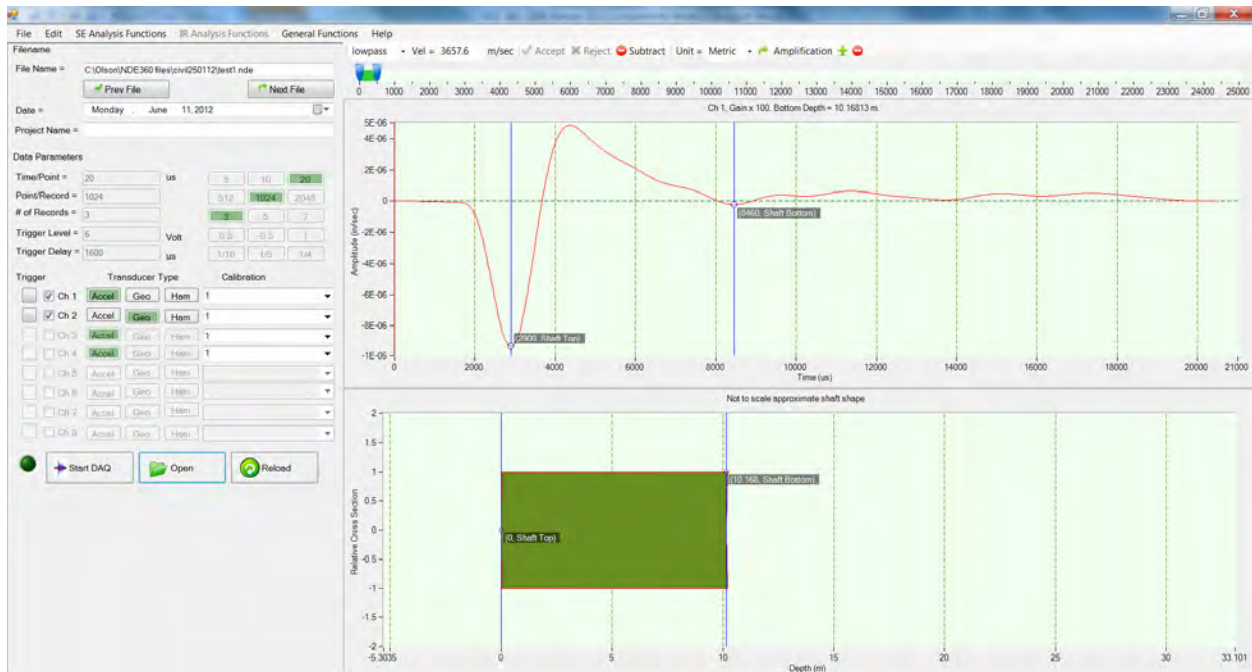 File Edit SE Analysis Functions IR Analysis Functions General Functions Help
Filename
File Name = C:\Olson\NDE360 files\civil250112\test1.nde
Prev File Next File
Date = Monday , June 11, 2012
Project Name =
Data Parameters
Time/Point = 20 us 5 10 20
Point/Record = 1024 512 1024 2048
# of Records = 3 3 5 7
Trigger Level = 6 Volt 0.5 -0.5 1
Trigger Delay = 1600 us 1/10 1/5 1/4
Trigger Transducer Type Calibration
Ch 1 Accel Geo Ham 1
Ch 2 Accel Geo Ham 1
Ch 3 Accel Geo Ham 1
Ch 4 Accel Geo Ham 1
Ch 5 Accel Geo Ham
Ch 6 Accel Geo Ham
Ch 7 Accel Geo Ham
Ch 8 Accel Geo Ham
Start DAQ Open Reload
lowpass Vel = 3657.6 m/sec Accept Reject Subtract Unit = Metric Amplification
0 1000 2000 3000 4000 5000 6000 7000 8000 9000 10000 11000 12000 13000 14000 15000 16000 17000 18000 19000 20000 21000 22000 23000 24000 25000
Ch 1, Gain x 100, Bottom Depth = 10.16813 m.
Amplitude (in/sec)
5E-06
4E-06
2E-06
0
-2E-06
-4E-06
-6E-06
-8E-06
-1E-05
(8460, Shaft Bottom)
(2900, Shaft Top)
0 2000 4000 6000 8000 10000 12000 14000 16000 18000 20000 21000
Time (us)
Not to scale approximate shaft shape
Relative Cross Section
2
1.5
1
0.5
0
-0.5
-1
-1.5
-2
(10.168, Shaft Bottom)
(0, Shaft Top)
-5.3035 0 5 10 15 20 25 30 33.101
Depth (m)